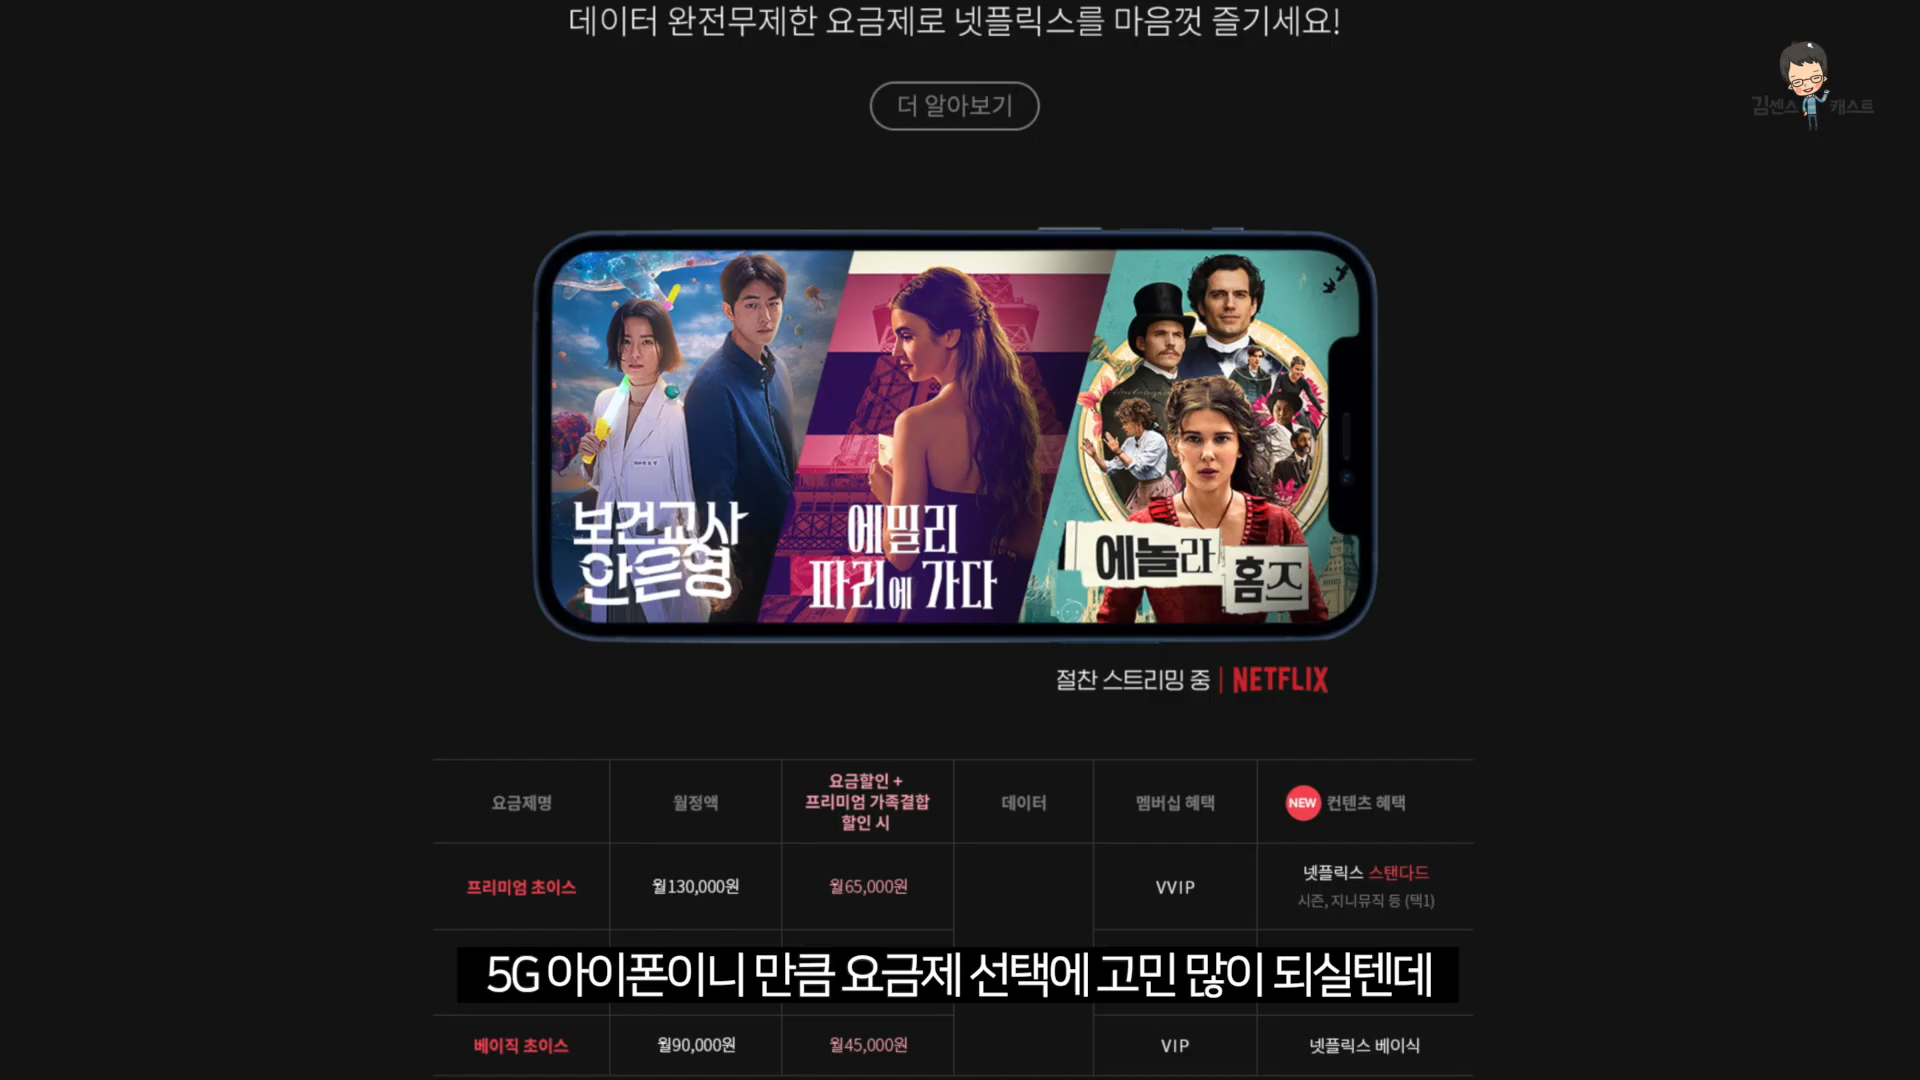 데이터 완전무제한 요금제로 넷플릭스를 마음껏 즐기세요!
더 알아보기
김센스 캐스트
보건교사
안은영
에밀리
파리에 가다
에놀라
홈즈
절찬 스트리밍 중 | NETFLIX
요금제명
월정액
요금할인 +
프리미엄 가족결합
할인 시
데이터
멤버십 혜택
NEW 컨텐츠 혜택
프리미엄 초이스
월130,000원
월65,000원
VVIP
넷플릭스 스탠다드
시즌, 지니뮤직 등 (택1)
5G 아이폰이니 만큼 요금제 선택에 고민 많이 되실텐데
베이직 초이스
월90,000원
월45,000원
VIP
넷플릭스 베이식